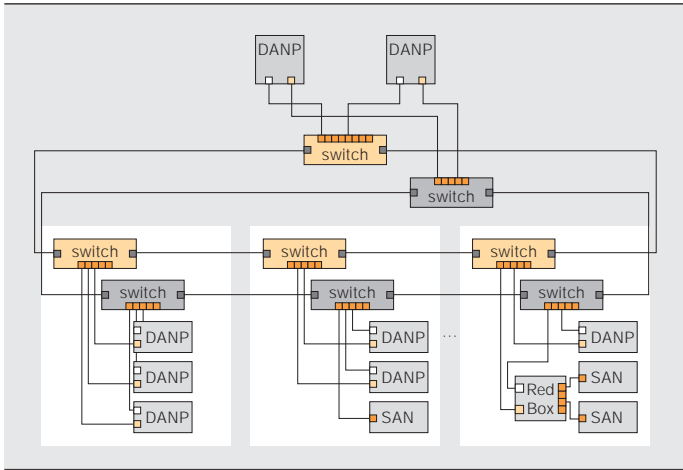 DANP DANP
switch
switch
switch switch switch
switch switch switch
DANP DANP ... DANP
DANP DANP Red SAN
Box
DANP SAN SAN